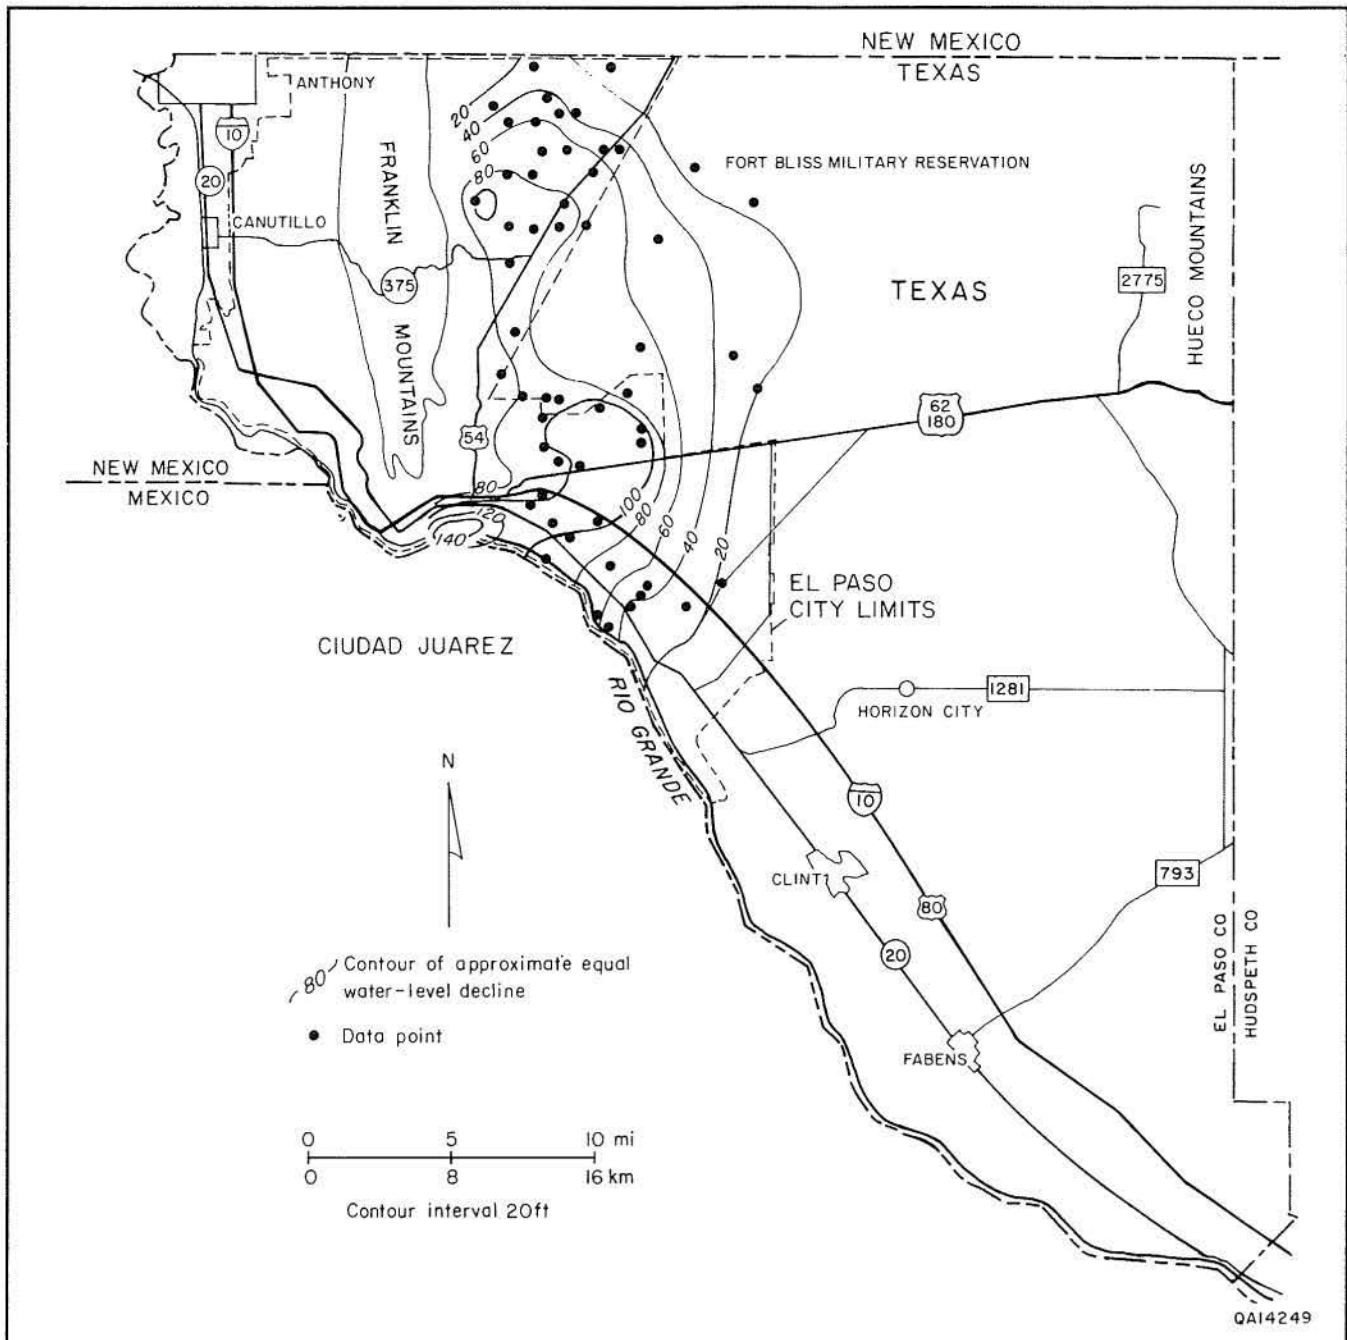 NEW MEXICO
TEXAS
ANTHONY
10
20
CANUTILLO
FRANKLIN
MOUNTAINS
375
20
40
60
80
FORT BLISS MILITARY RESERVATION
HUECO MOUNTAINS
2775
TEXAS
62
180
54
NEW MEXICO
MEXICO
80
120
140
100
80
60
40
20
EL PASO
CITY LIMITS
CIUDAD JUAREZ
RIO GRANDE
1281
HORIZON CITY
N
10
CLINT
793
80
20
FABENS
EL PASO CO
HUDSPETH CO
80 Contour of approximate equal
water-level decline
Data point
0 5 10 mi
0 8 16 km
Contour interval 20ft
QA14249